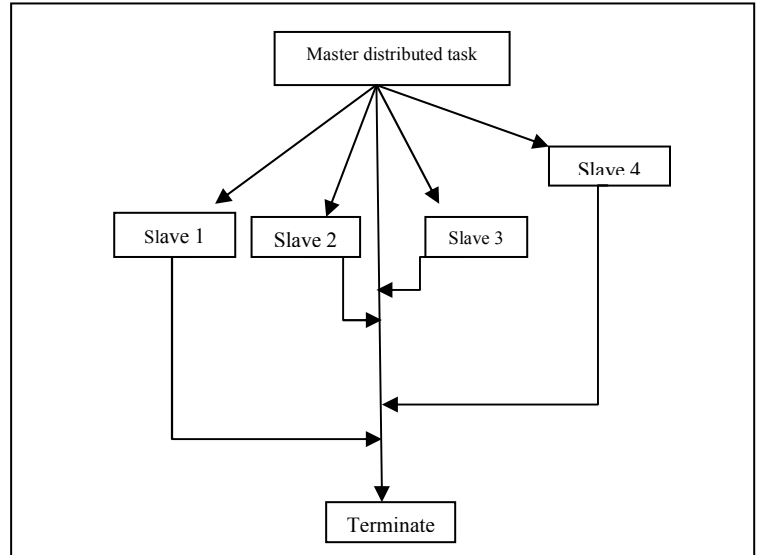 Master distributed task
Slave 4
Slave 1
Slave 2
Slave 3
Terminate